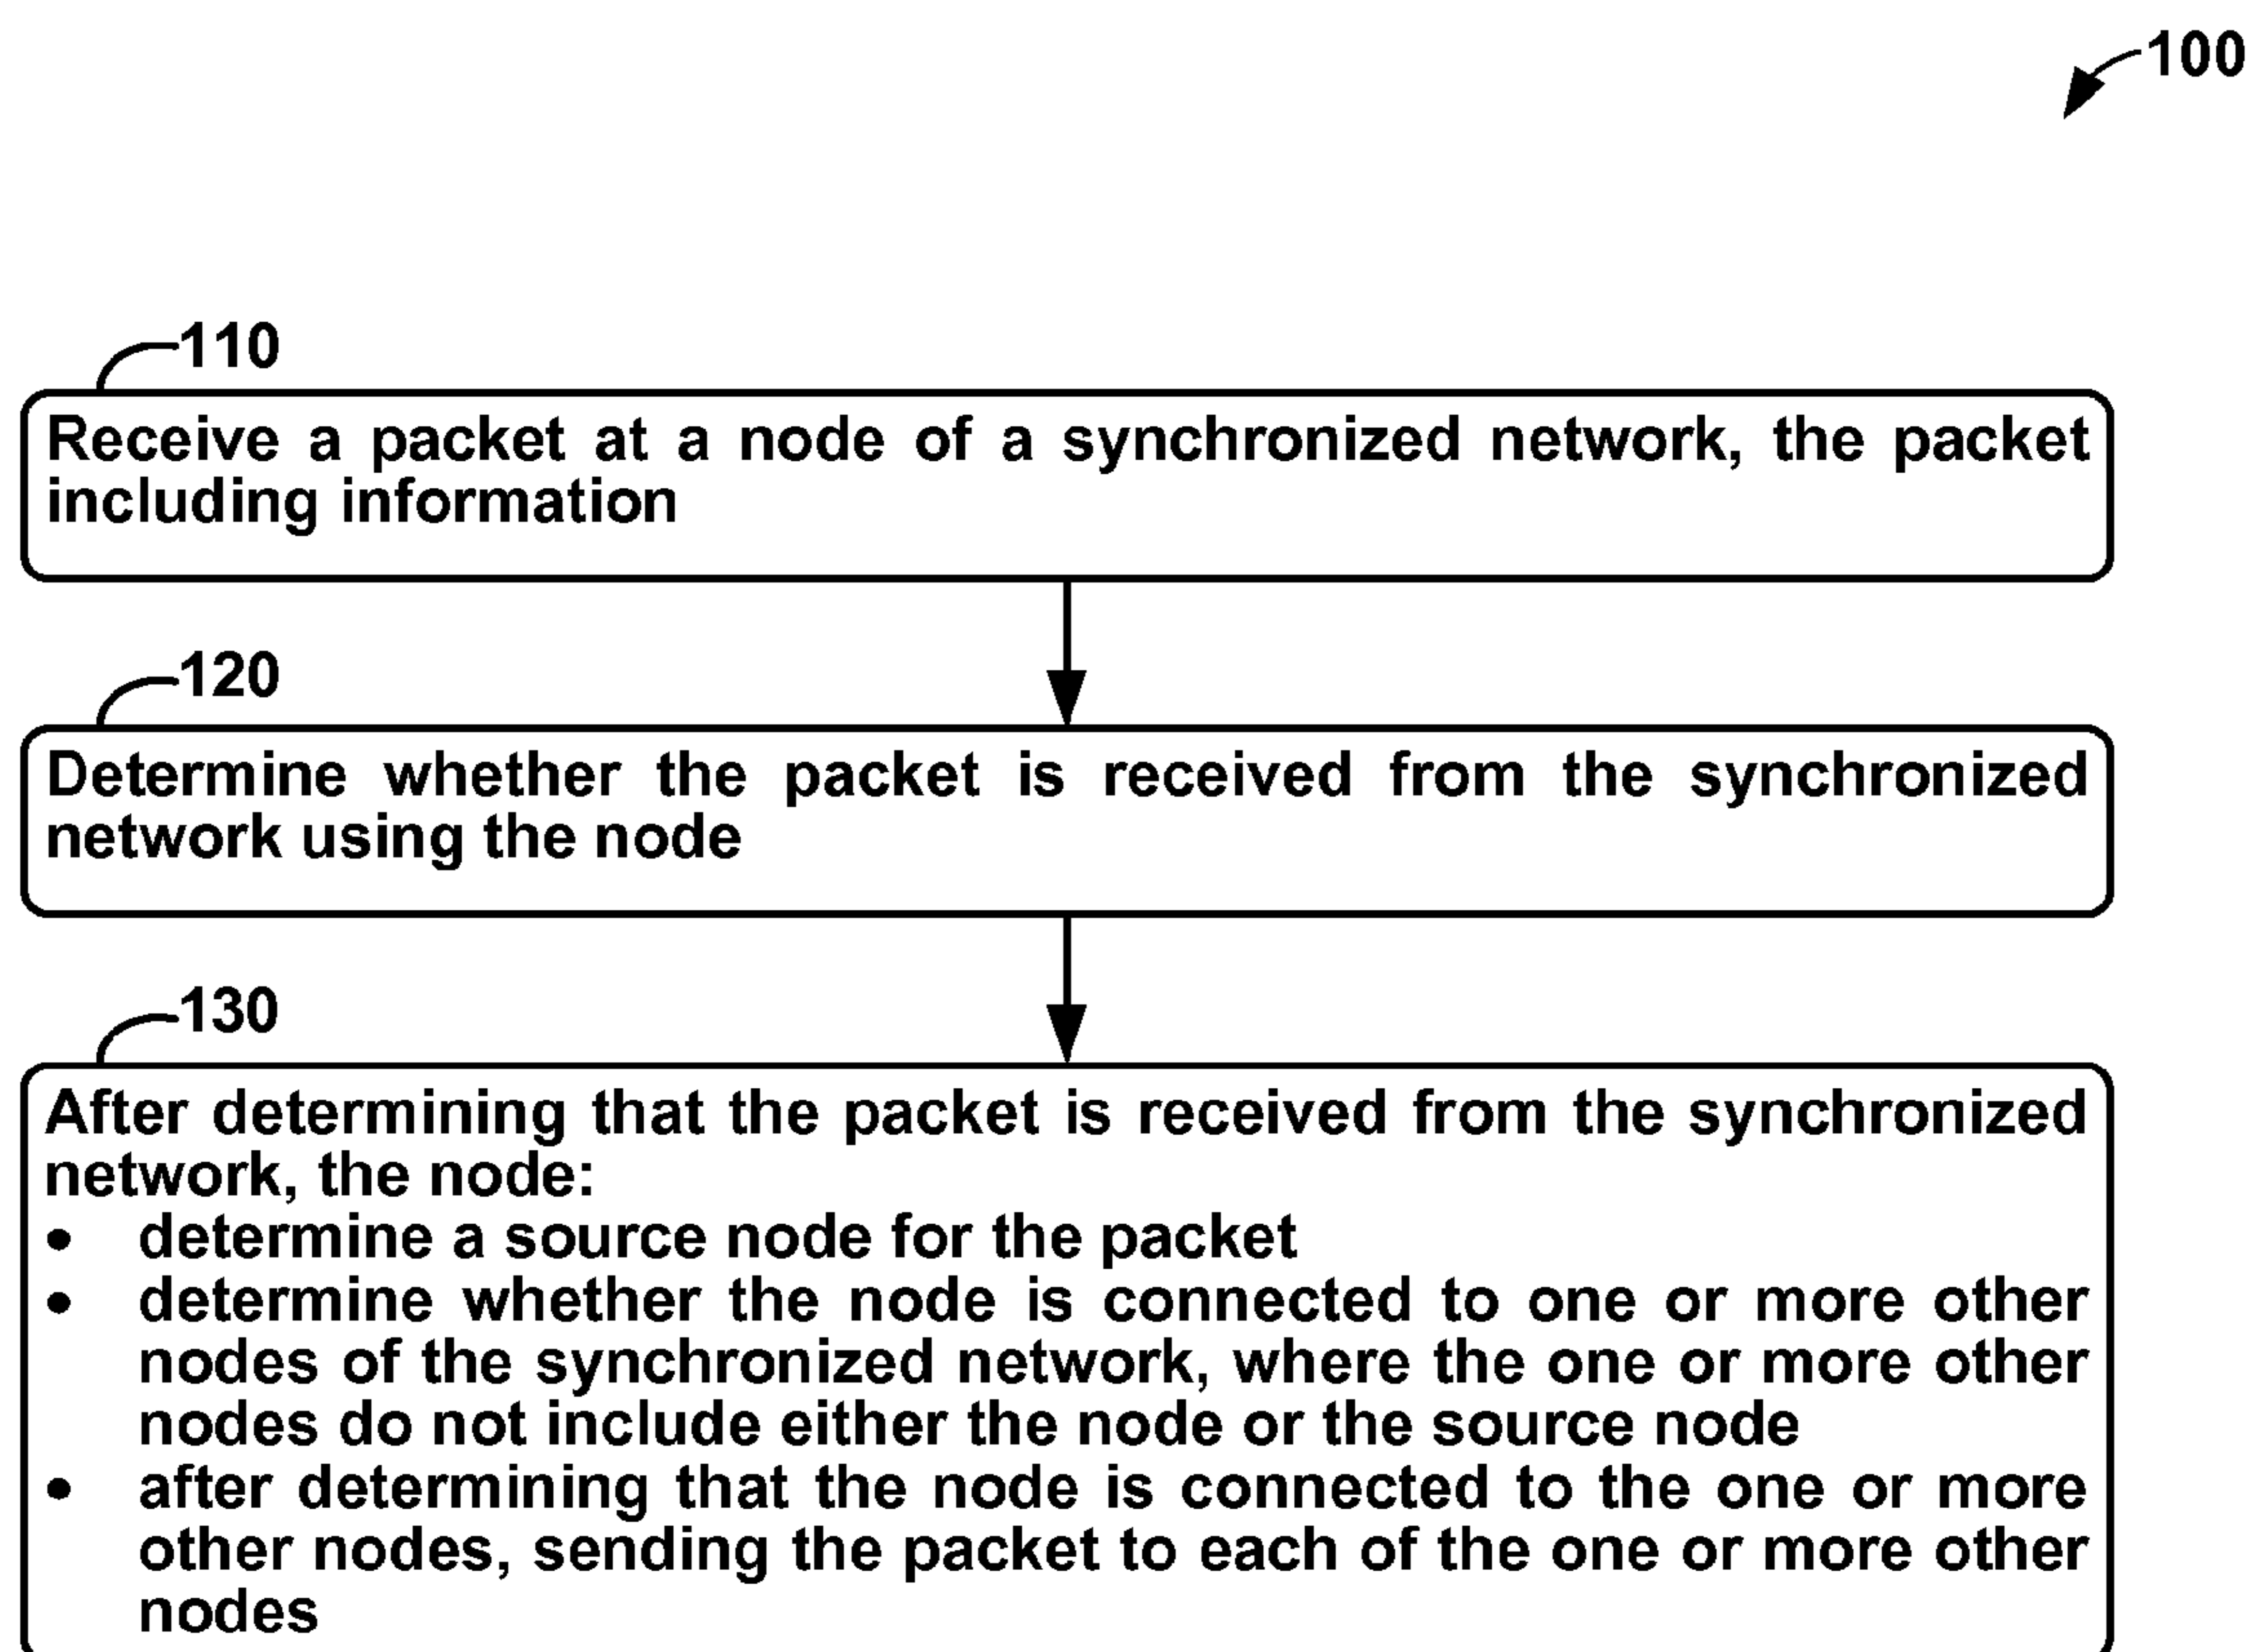 100
110
Receive a packet at a node of a synchronized network, the packet
including information
120
Determine whether the packet is received from the synchronized
network using the node
130
After determining that the packet is received from the synchronized
network, the node:
• determine a source node for the packet
• determine whether the node is connected to one or more other
nodes of the synchronized network, where the one or more other
nodes do not include either the node or the source node
• after determining that the node is connected to the one or more
other nodes, sending the packet to each of the one or more other
nodes